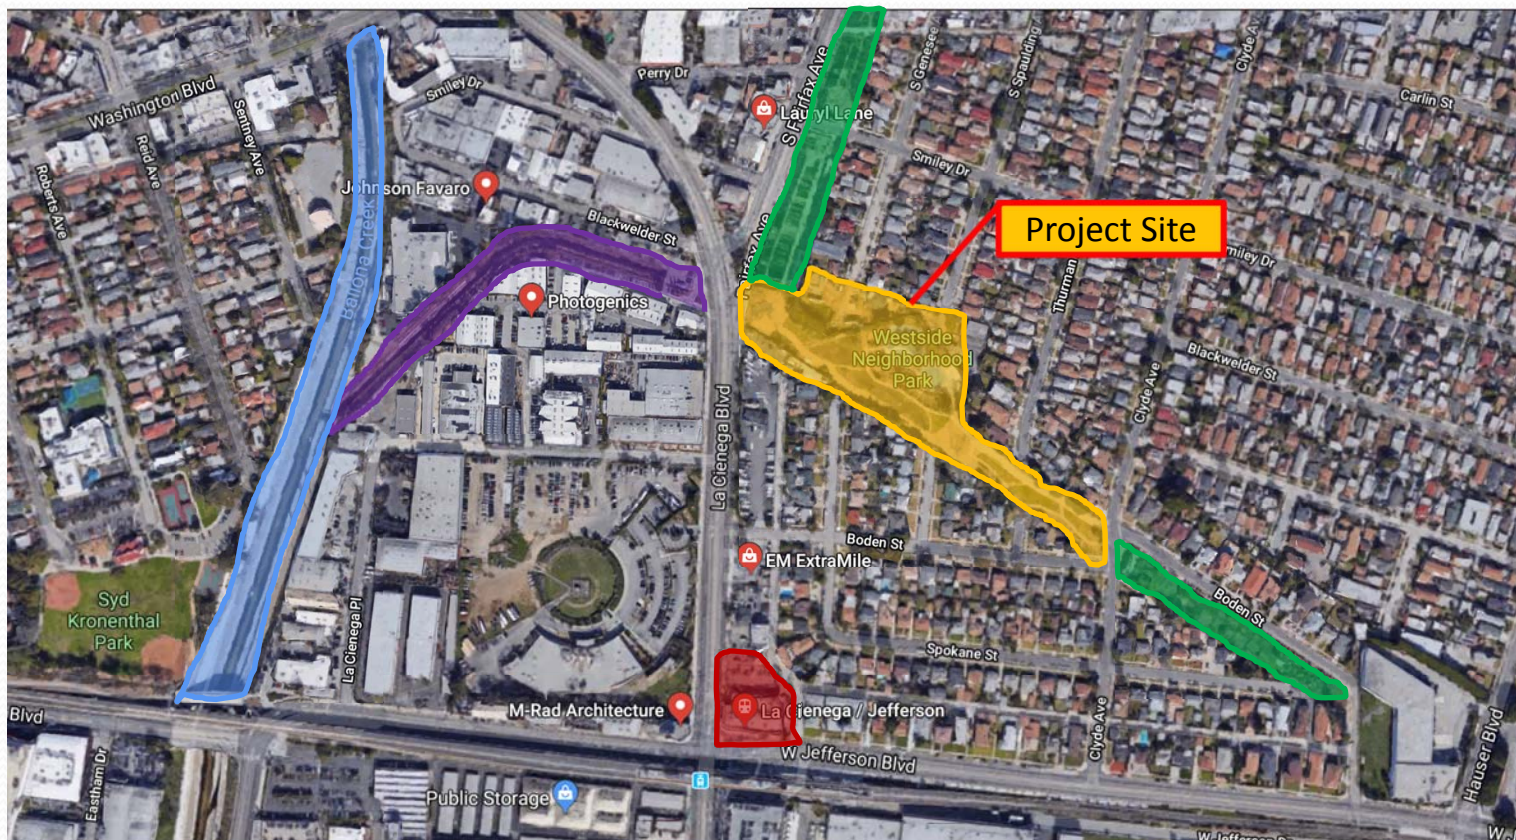 Washington Blvd
Smiley Dr
Perry Dr
S Fairfax Ave
S Genesee
S Spaulding
Clyde Av
Carlin St
Lauryl Lane
Sentney Ave
Reid Ave
Roberts Ave
Smiley Dr
Johnson Favaro
Blackwelder St
Ballona Creek
Fairfax Ave
Project Site
Smiley Dr
Thurman
Photogenics
Westside
Neighborhood
Park
Blackwelder St
Clyde Ave
La Cienega Blvd
Boden St
EM ExtraMile
Syd
Kronenthal
Park
La Cienega Pl
Boden St
Spokane St
M-Rad Architecture
La Cienega / Jefferson
Blvd
Clyde Ave
W Jefferson Blvd
Hauser Blvd
Eastham Dr
Public Storage
W Jefferson